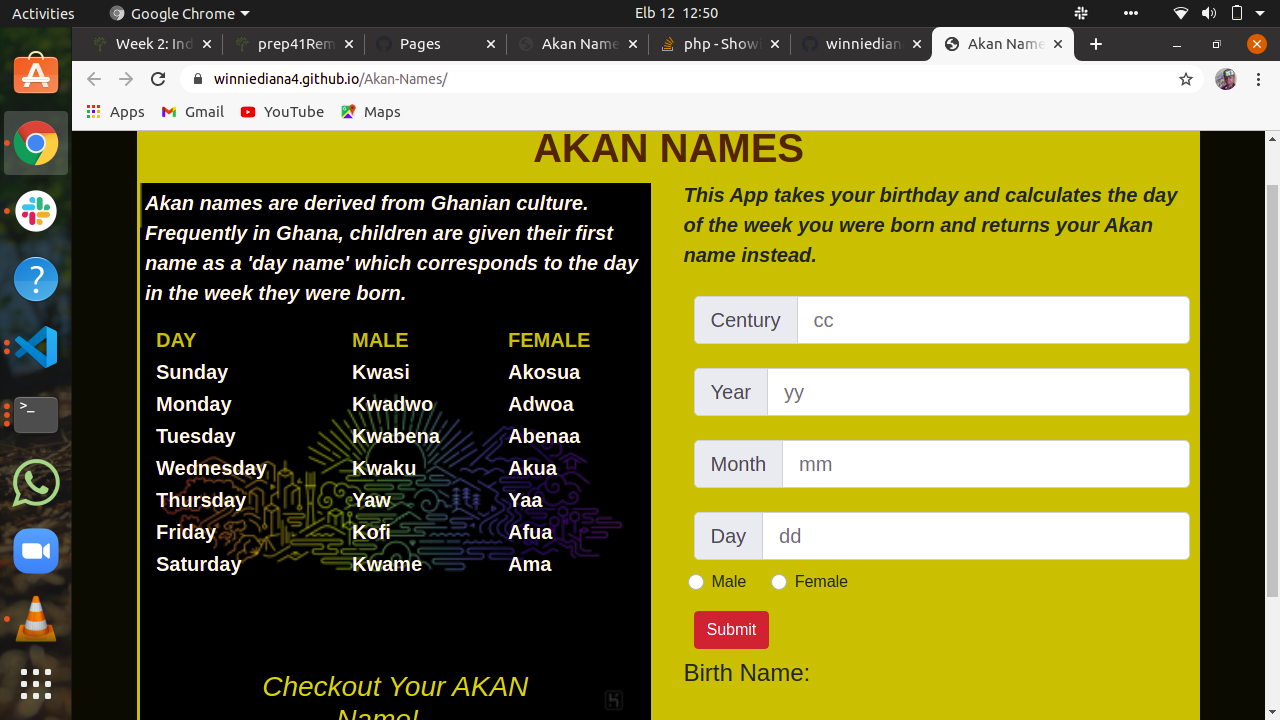 Activities
Google Chrome
Elb 12 12:50
Week 2: Ind
prep41Rem
Pages
Akan Name
php - Showi
winniedian
Akan Name
winniediana4.github.io/Akan-Names/
Apps
Gmail
YouTube
Maps
AKAN NAMES
Akan names are derived from Ghanian culture.
Frequently in Ghana, children are given their first
name as a 'day name' which corresponds to the day
in the week they were born.
DAY MALE FEMALE
Sunday Kwasi Akosua
Monday Kwadwo Adwoa
Tuesday Kwabena Abenaa
Wednesday Kwaku Akua
Thursday Yaw Yaa
Friday Kofi Afua
Saturday Kwame Ama
Checkout Your AKAN
Name!
This App takes your birthday and calculates the day
of the week you were born and returns your Akan
name instead.
Century cc
Year yy
Month mm
Day dd
Male Female
Submit
Birth Name: